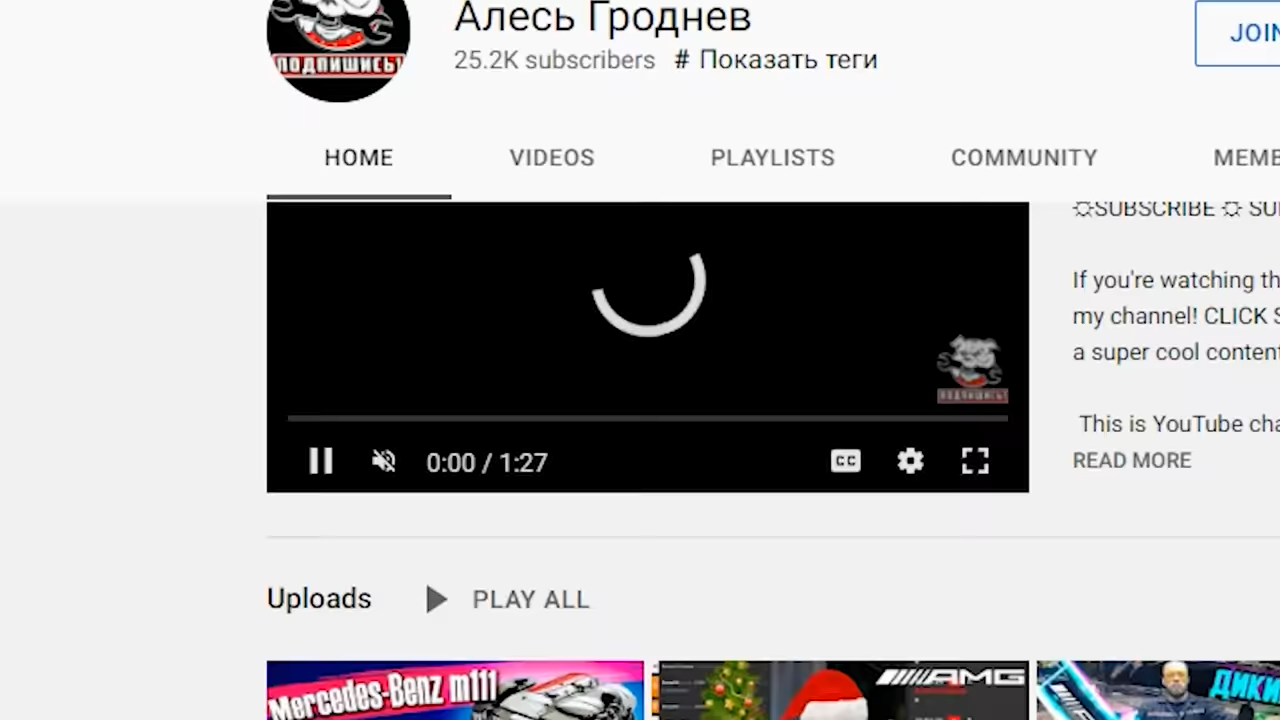 Алесь Гроднев
25.2K subscribers # Показать теги
JOIN
ПОДПИШИСЬ!
HOME VIDEOS PLAYLISTS COMMUNITY MEMB
SUBSCRIBE SU
If you're watching th
my channel! CLICK S
a super cool content
This is YouTube cha
READ MORE
ПОДПИШИСЬ!
0:00 / 1:27
CC
Uploads PLAY ALL
Mercedes-Benz m111
AMG
ДИКИ